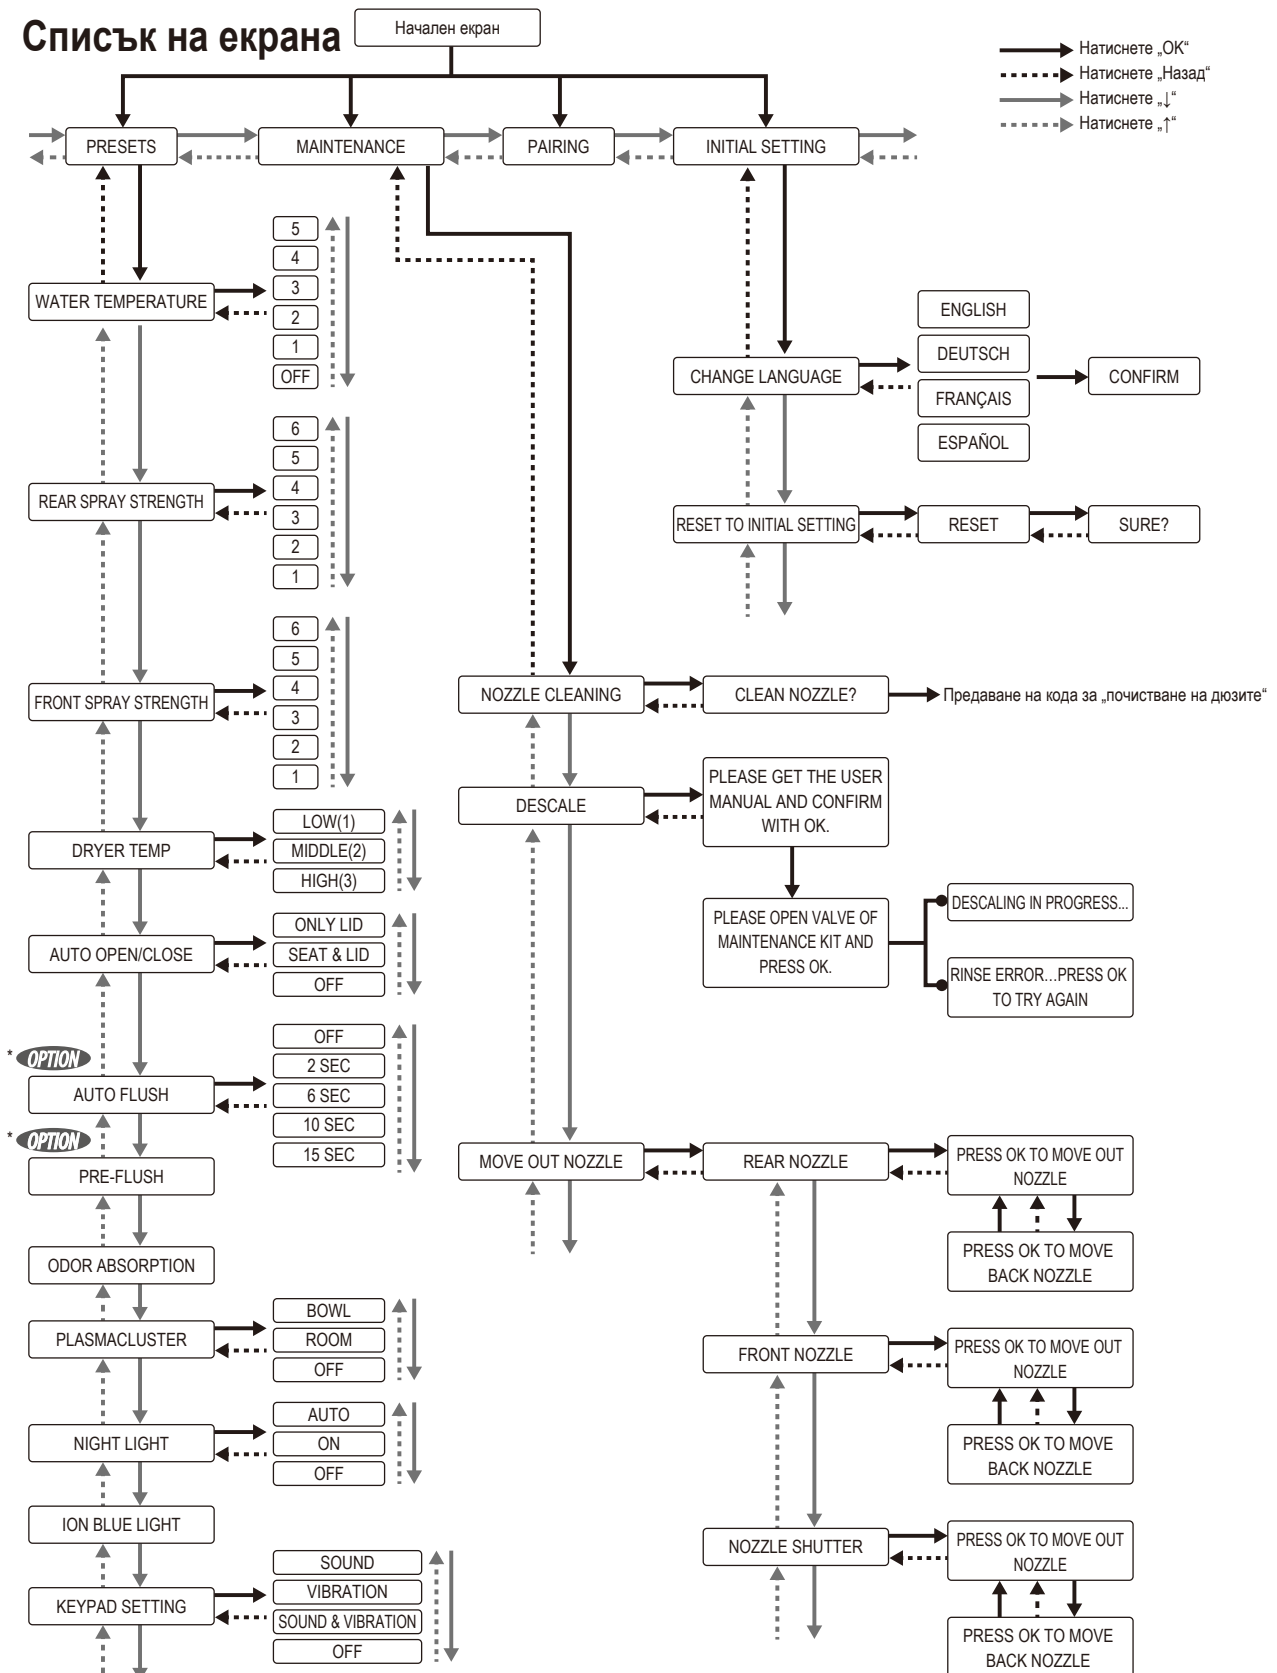 Списък на екрана
Начален екран
Натиснете „OK“
Натиснете „Назад“
Натиснете „↓“
Натиснете „↑“
PRESETS
MAINTENANCE
PAIRING
INITIAL SETTING
WATER TEMPERATURE
5
4
3
2
1
OFF
REAR SPRAY STRENGTH
6
5
4
3
2
1
FRONT SPRAY STRENGTH
6
5
4
3
2
1
DRYER TEMP
LOW(1)
MIDDLE(2)
HIGH(3)
AUTO OPEN/CLOSE
ONLY LID
SEAT & LID
OFF
* OPTION
AUTO FLUSH
OFF
2 SEC
6 SEC
10 SEC
15 SEC
* OPTION
PRE-FLUSH
ODOR ABSORPTION
PLASMACLUSTER
BOWL
ROOM
OFF
NIGHT LIGHT
AUTO
ON
OFF
ION BLUE LIGHT
KEYPAD SETTING
SOUND
VIBRATION
SOUND & VIBRATION
OFF
NOZZLE CLEANING
CLEAN NOZZLE?
Предаване на кода за „почистване на дюзите“
DESCALE
PLEASE GET THE USER
MANUAL AND CONFIRM
WITH OK.
PLEASE OPEN VALVE OF
MAINTENANCE KIT AND
PRESS OK.
DESCALING IN PROGRESS...
RINSE ERROR…PRESS OK
TO TRY AGAIN
MOVE OUT NOZZLE
REAR NOZZLE
PRESS OK TO MOVE OUT
NOZZLE
PRESS OK TO MOVE
BACK NOZZLE
FRONT NOZZLE
PRESS OK TO MOVE OUT
NOZZLE
PRESS OK TO MOVE
BACK NOZZLE
NOZZLE SHUTTER
PRESS OK TO MOVE OUT
NOZZLE
PRESS OK TO MOVE
BACK NOZZLE
CHANGE LANGUAGE
ENGLISH
DEUTSCH
FRANÇAIS
ESPAÑOL
CONFIRM
RESET TO INITIAL SETTING
RESET
SURE?